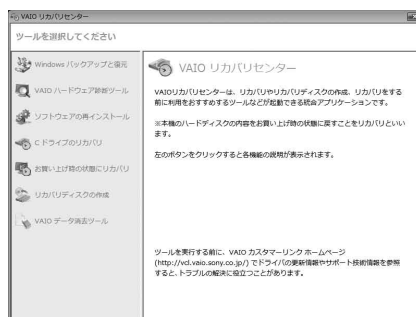 VAIO リカバリセンター
ツールを選択してください
Windows バックアップと復元
VAIO ハードウェア診断ツール
ソフトウェアの再インストール
C ドライブのリカバリ
お買い上げ時の状態にリカバリ
リカバリディスクの作成
VAIO データ消去ツール
VAIO リカバリセンター
VAIOリカバリセンターは、リカバリやリカバリディスクの作成、リカバリをする
前に利用をおすすめするツールなどが起動できる統合アプリケーションです。
※本機のハードディスクの内容をお買い上げ時の状態に戻すことをリカバリといい
ます。
左のボタンをクリックすると各機能の説明が表示されます。
ツールを実行する前に、VAIO カスタマーリンク ホームページ
(http://vcl.vaio.sony.co.jp/) でドライバの更新情報やサポート技術情報を参照
すると、トラブルの解決に役立つことがあります。